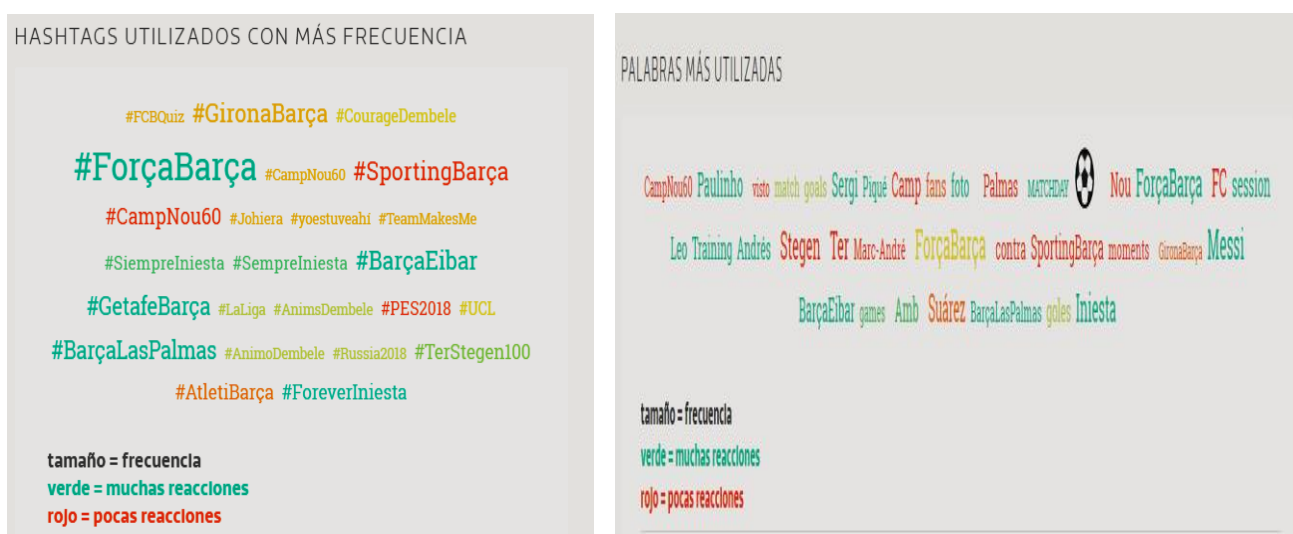 HASHTAGS UTILIZADOS CON MÁS FRECUENCIA
#FCBQuiz #GironaBarça #CourageDembele
#ForçaBarça #CampNou60 #SportingBarça
#CampNou60 #Johiera #yoestuveahí #TeamMakesMe
#SiempreIniesta #SempreIniesta #BarçaEibar
#GetafeBarça #LaLiga #AnimsDembele #PES2018 #UCL
#BarçaLasPalmas #AnimoDembele #Russia2018 #TerStegen100
#AtletiBarça #ForeverIniesta
tamaño = frecuencia
verde = muchas reacciones
rojo = pocas reacciones
PALABRAS MÁS UTILIZADAS
CampNou60 Paulinho visto match goals Sergi Piqué Camp fans foto Palmas MATCHDAY ⚽ Nou ForçaBarça FC session
Leo Training Andrés Stegen Ter Marc-André ForçaBarça contra SportingBarça moments GironaBarça Messi
BarçaEibar games Amb Suárez BarçaLasPalmas goles Iniesta
tamaño = frecuencia
verde = muchas reacciones
rojo = pocas reacciones